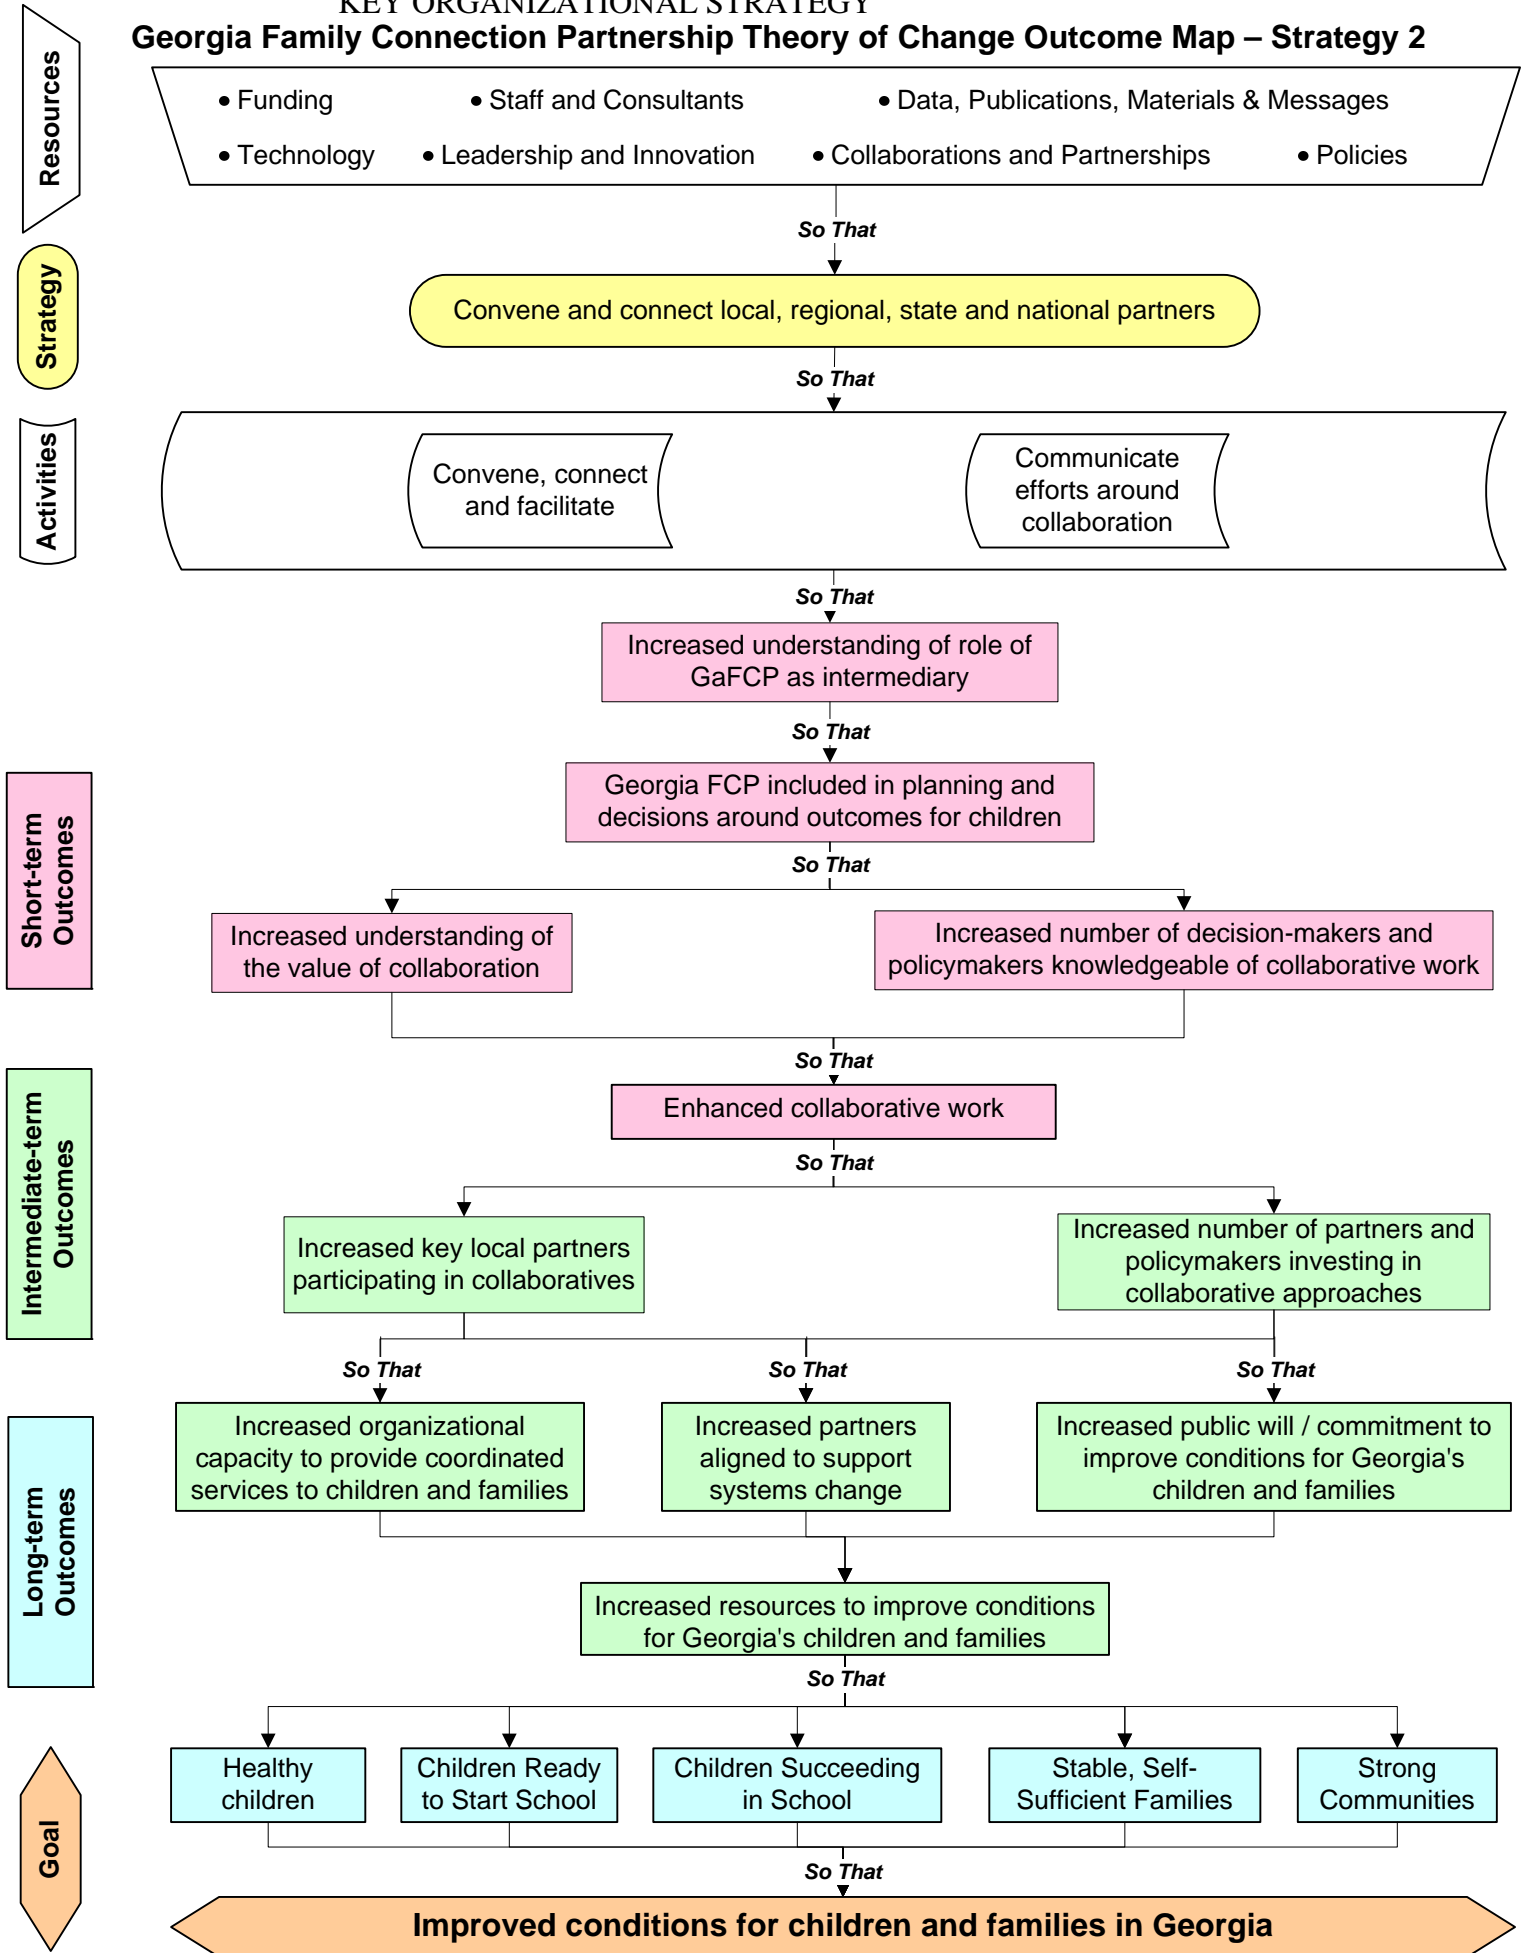 KEY ORGANIZATIONAL STRATEGY
Georgia Family Connection Partnership Theory of Change Outcome Map – Strategy 2
Resources
• Funding
• Staff and Consultants
• Data, Publications, Materials & Messages
• Technology
• Leadership and Innovation
• Collaborations and Partnerships
• Policies
So That
Strategy
Convene and connect local, regional, state and national partners
So That
Activities
Convene, connect
and facilitate
Communicate
efforts around
collaboration
So That
Increased understanding of role of
GaFCP as intermediary
So That
Short-term
Outcomes
Georgia FCP included in planning and
decisions around outcomes for children
So That
Increased understanding of
the value of collaboration
Increased number of decision-makers and
policymakers knowledgeable of collaborative work
So That
Intermediate-term
Outcomes
Enhanced collaborative work
So That
Increased key local partners
participating in collaboratives
Increased number of partners and
policymakers investing in
collaborative approaches
So That
So That
So That
Long-term
Outcomes
Increased organizational
capacity to provide coordinated
services to children and families
Increased partners
aligned to support
systems change
Increased public will / commitment to
improve conditions for Georgia's
children and families
Increased resources to improve conditions
for Georgia's children and families
So That
Healthy
children
Children Ready
to Start School
Children Succeeding
in School
Stable, Self-
Sufficient Families
Strong
Communities
Goal
So That
Improved conditions for children and families in Georgia